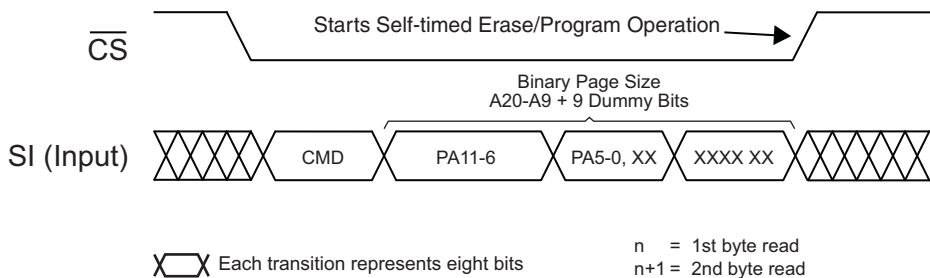 Starts Self-timed Erase/Program Operation
CS
Binary Page Size
A20-A9 + 9 Dummy Bits
SI (Input)
CMD
PA11-6
PA5-0, XX
XXXX XX
Each transition represents eight bits
n = 1st byte read
n+1 = 2nd byte read